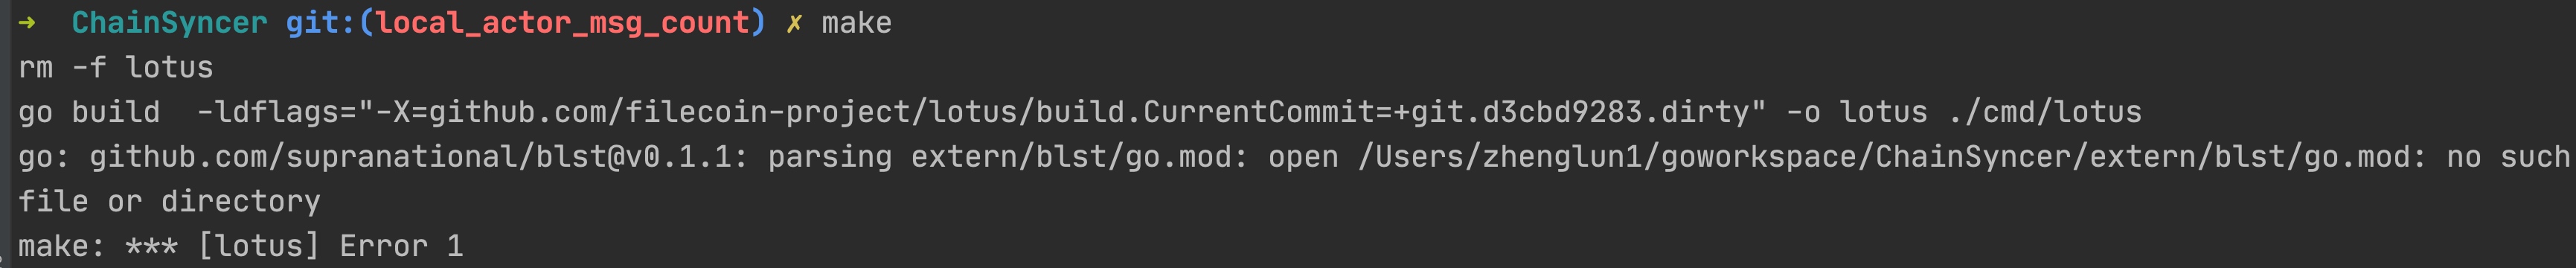 → ChainSyncer git:(local_actor_msg_count) ✗ make
rm -f lotus
go build  -ldflags="-X=github.com/filecoin-project/lotus/build.CurrentCommit=+git.d3cbd9283.dirty" -o lotus ./cmd/lotus
go: github.com/supranational/blst@v0.1.1: parsing extern/blst/go.mod: open /Users/zhenglun1/goworkspace/ChainSyncer/extern/blst/go.mod: no such
file or directory
make: *** [lotus] Error 1